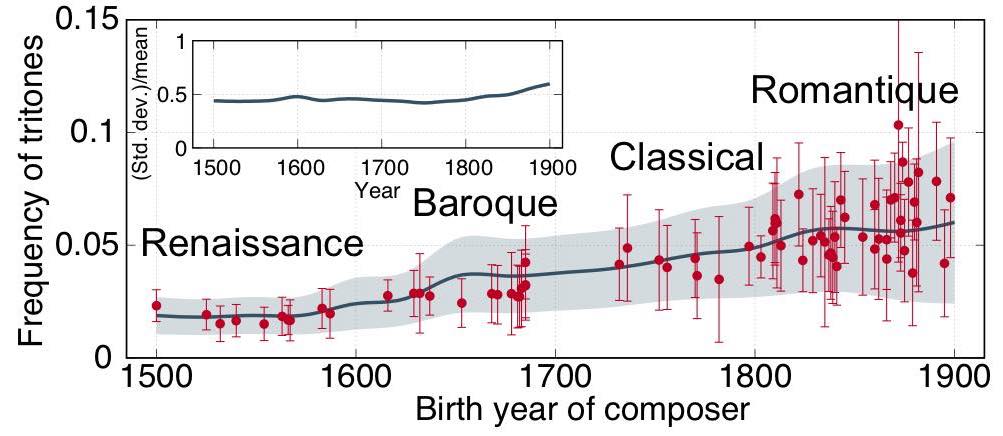 Frequency of tritones
0.15
0.1
0.05
0
(Std. dev.)/mean
1
0.5
0
1500 1600 1700 1800 1900
Year
Renaissance
Baroque
Classical
Romantique
1500 1600 1700 1800 1900
Birth year of composer